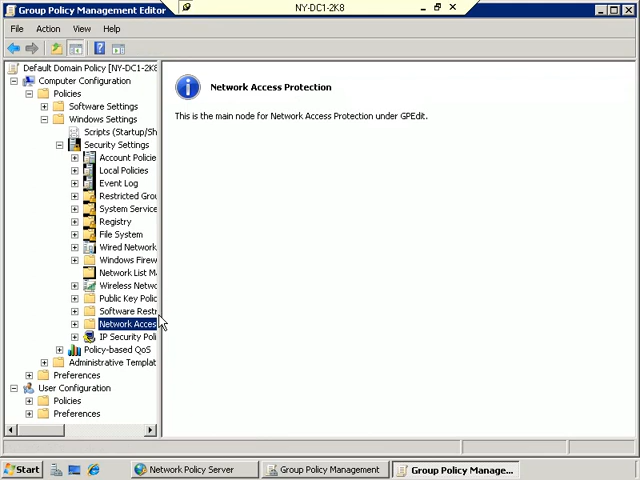 NY-DC1-2K8
Group Policy Management Editor
File Action View Help
Default Domain Policy [NY-DC1-2K8
Computer Configuration
Policies
Software Settings
Windows Settings
Scripts (Startup/Sh
Security Settings
Account Policie
Local Policies
Event Log
Restricted Grou
System Service
Registry
File System
Wired Network
Windows Firew
Network List M
Wireless Netwo
Public Key Polic
Software Restr
Network Acces
IP Security Poli
Policy-based QoS
Administrative Templat
Preferences
User Configuration
Policies
Preferences
Network Access Protection
This is the main node for Network Access Protection under GPEdit.
Start
Network Policy Server
Group Policy Management
Group Policy Manage...